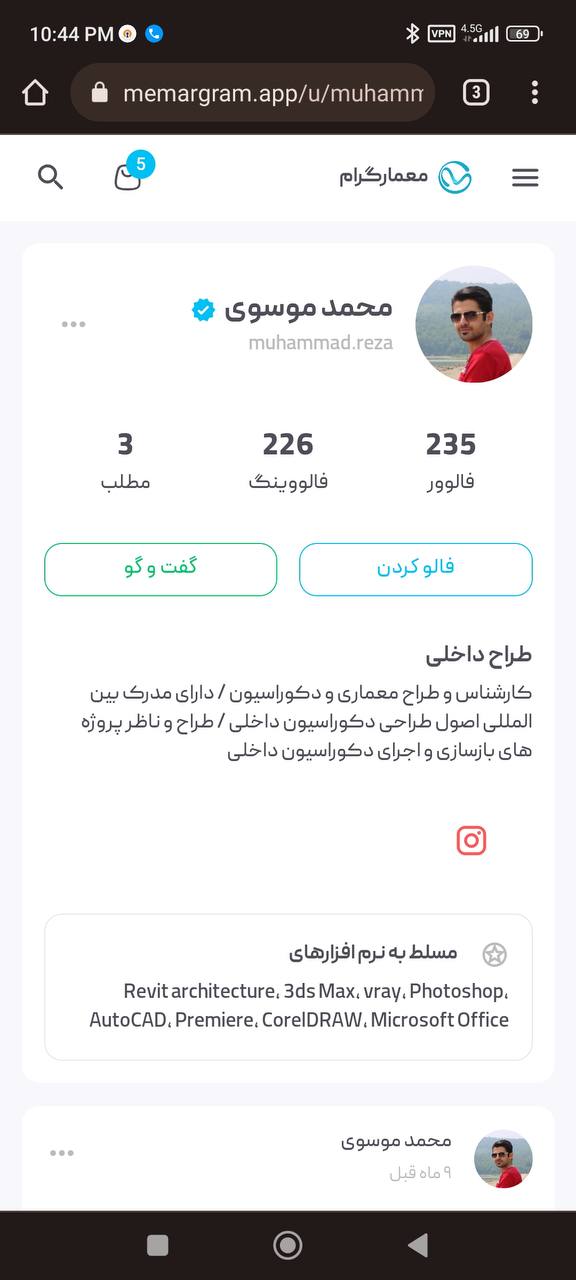 10:44 PM
VPN 4.5G 69
memargram.app/u/muhamm
3
معمارگرام
5
محمد موسوی
muhammad.reza
235 226 3
فالوور فالووینگ مطلب
فالو کردن گفت و گو
طراح داخلی
کارشناس و طراح معماری و دکوراسیون / دارای مدرک بین
المللی اصول طراحی دکوراسیون داخلی / طراح و ناظر پروژه
های بازسازی و اجرای دکوراسیون داخلی
مسلط به نرم افزارهای
Revit architecture، 3ds Max، vray، Photoshop،
AutoCAD، Premiere، CorelDRAW، Microsoft Office
محمد موسوی
۹ ماه قبل